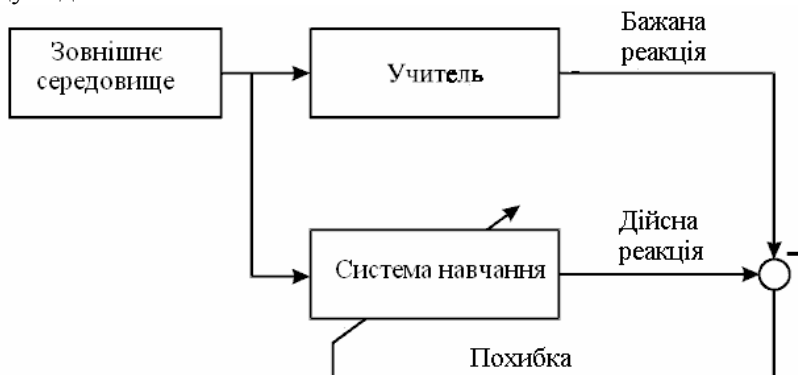 Зовнішнє
середовище
Учитель
Бажана
реакція
Система навчання
Дійсна
реакція
Похибка